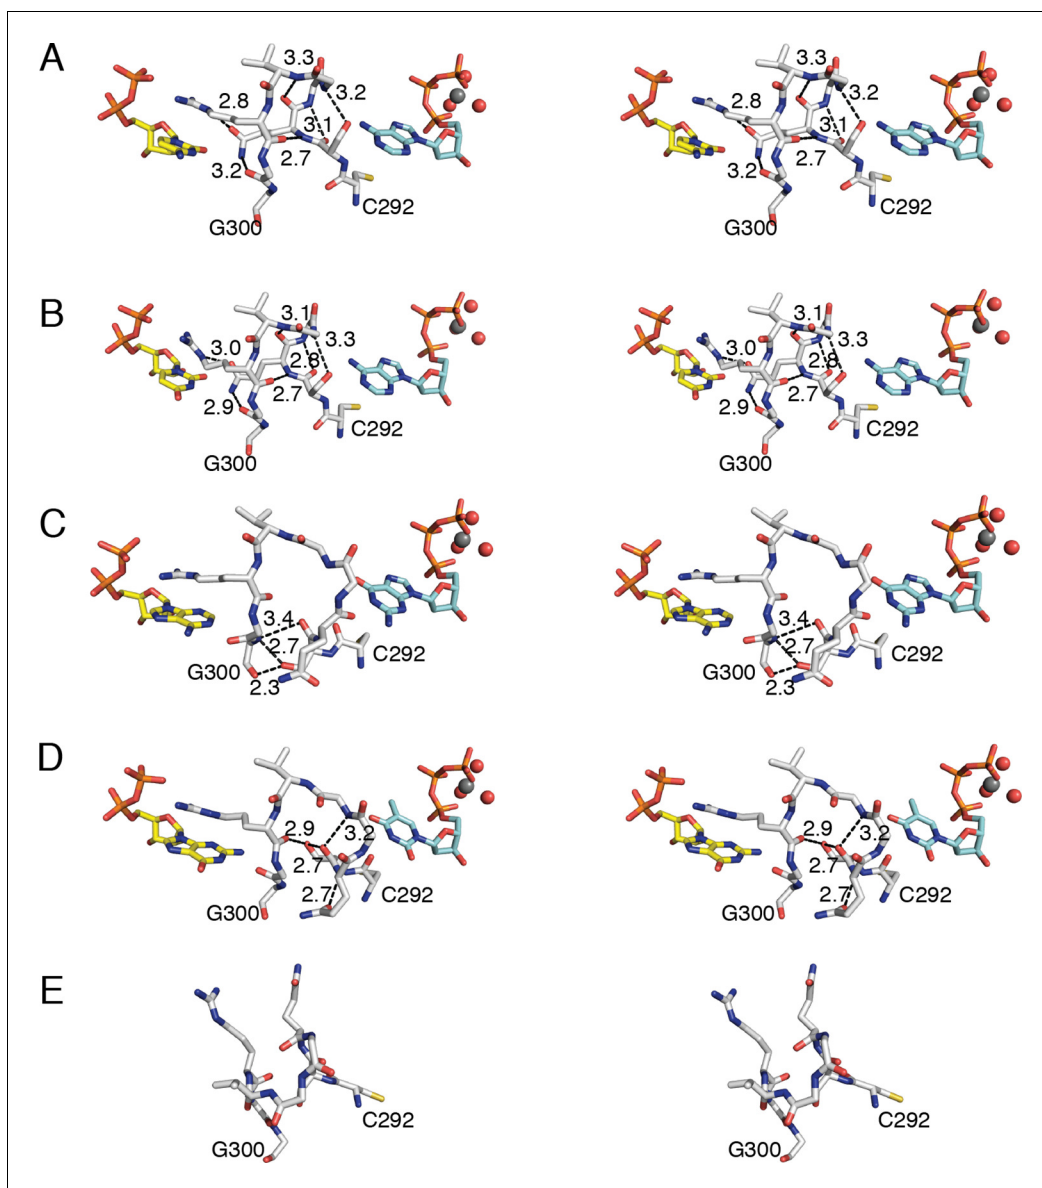 A
3.3 3.3
2.8 3.2 2.8 3.2
3.1 3.1
3.2 2.7 3.2 2.7
C292 C292
G300 G300
B
3.1 3.1
3.0 3.3 3.0 3.3
2.8 2.8
2.9 2.7 2.9 2.7
C292 C292
G300 G300
C
3.4 3.4
2.7 2.7
C292 C292
G300 G300
2.3 2.3
D
2.9 3.2 2.9 3.2
2.7 2.7
2.7 2.7
C292 C292
G300 G300
E
C292 C292
G300 G300